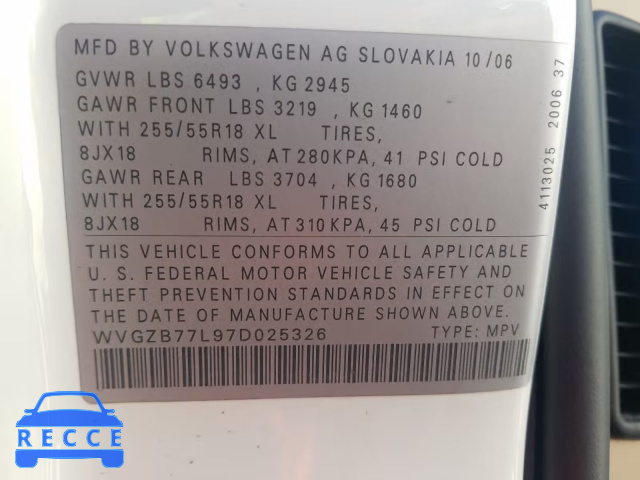 MFD BY VOLKSWAGEN AG SLOVAKIA 10/06
GVWR LBS 6493 , KG 2945
GAWR FRONT LBS 3219 , KG 1460
WITH 255/55R18 XL TIRES,
8JX18 RIMS, AT 280KPA, 41 PSI COLD
GAWR REAR LBS 3704 , KG 1680
WITH 255/55R18 XL TIRES,
8JX18 RIMS, AT 310KPA, 45 PSI COLD
THIS VEHICLE CONFORMS TO ALL APPLICABLE
U. S. FEDERAL MOTOR VEHICLE SAFETY AND
THEFT PREVENTION STANDARDS IN EFFECT ON
THE DATE OF MANUFACTURE SHOWN ABOVE.
WVGZB77L97D025326 TYPE: MPV
4113025 2006 37
RECCE